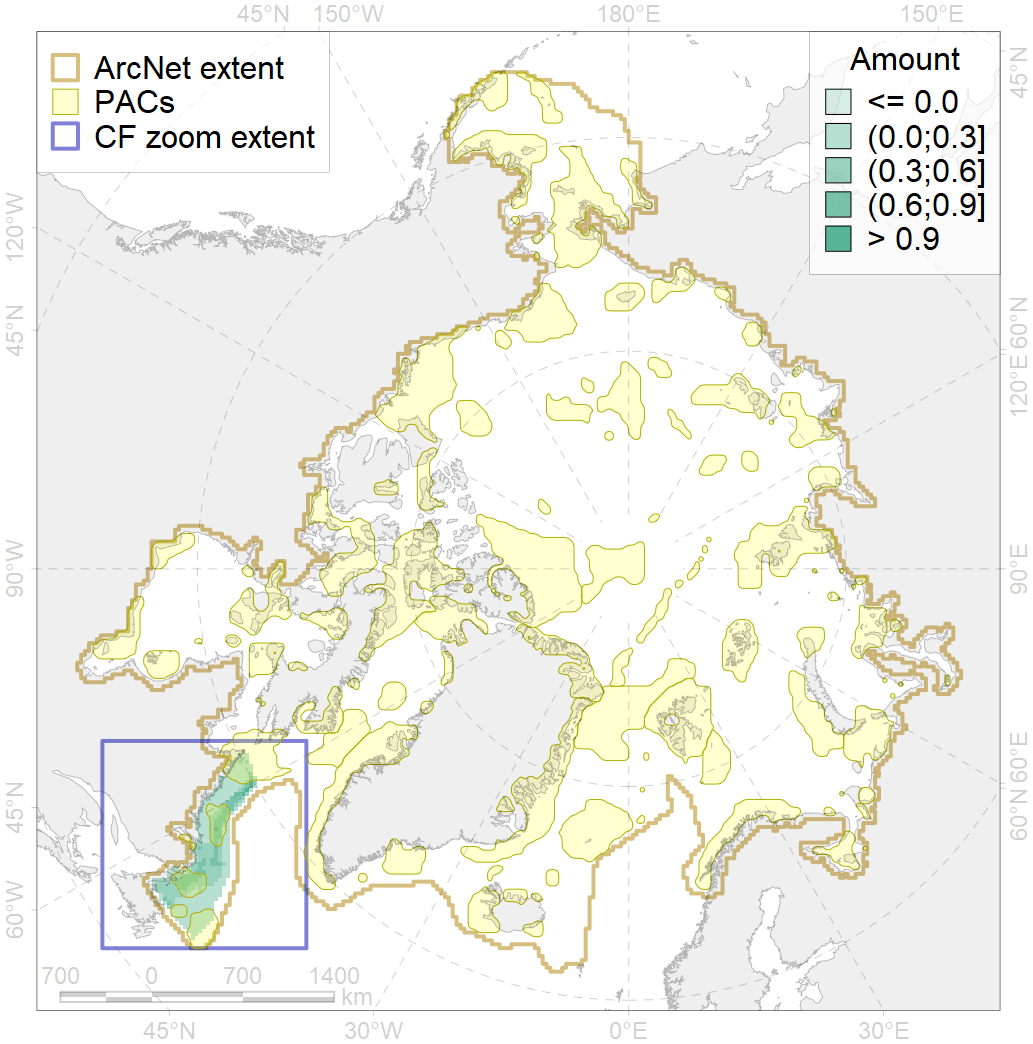 45°N 150°W 180°E 150°E
ArcNet extent
PACs
CF zoom extent
Amount
<= 0.0
(0.0;0.3]
(0.3;0.6]
(0.6;0.9]
> 0.9
45°N
120°W
45°N
60°N
120°E
90°W
90°E
45°N
60°E
60°N
60°W
700 0 700 1400
km
45°N 30°W 0°E 30°E